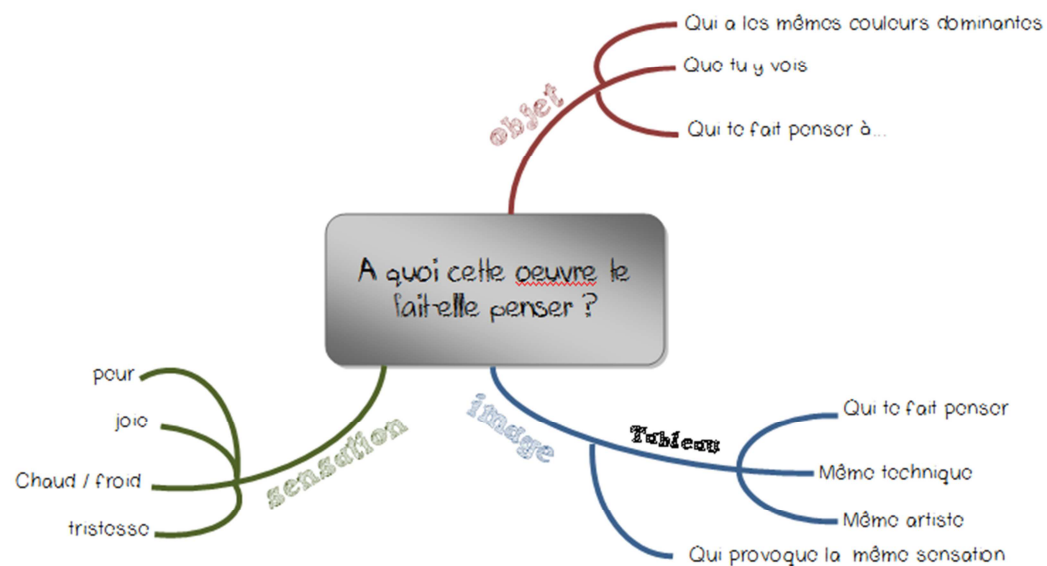 Qui a les mêmes couleurs dominantes
Que tu y vois
objet
Qui te fait penser à...
A quoi cette oeuvre te
fait-elle penser ?
peur
joie
Chaud / froid
tristesse
sensation
image
Tableau
Qui te fait penser
Même technique
Même artiste
Qui provoque la même sensation